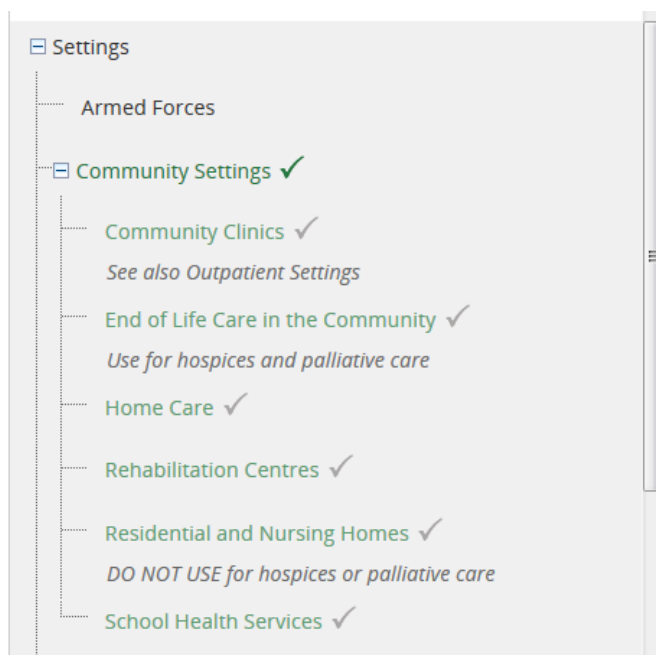 Settings
Armed Forces
Community Settings
Community Clinics
See also Outpatient Settings
End of Life Care in the Community
Use for hospices and palliative care
Home Care
Rehabilitation Centres
Residential and Nursing Homes
DO NOT USE for hospices or palliative care
School Health Services